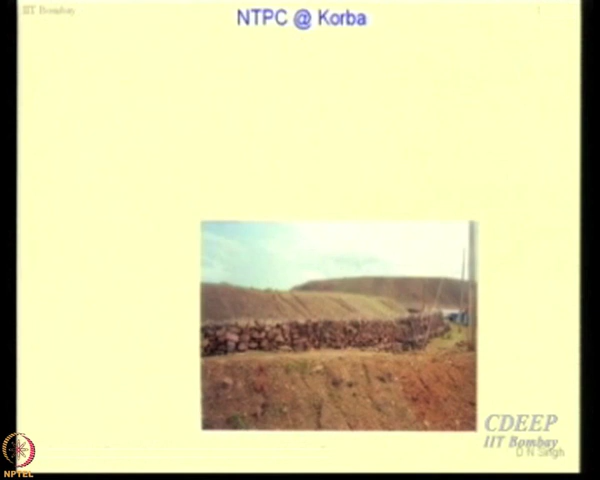 IIT Bombay
NTPC @ Korba
CDEEP
IIT Bombay
D N Singh
NPTEL